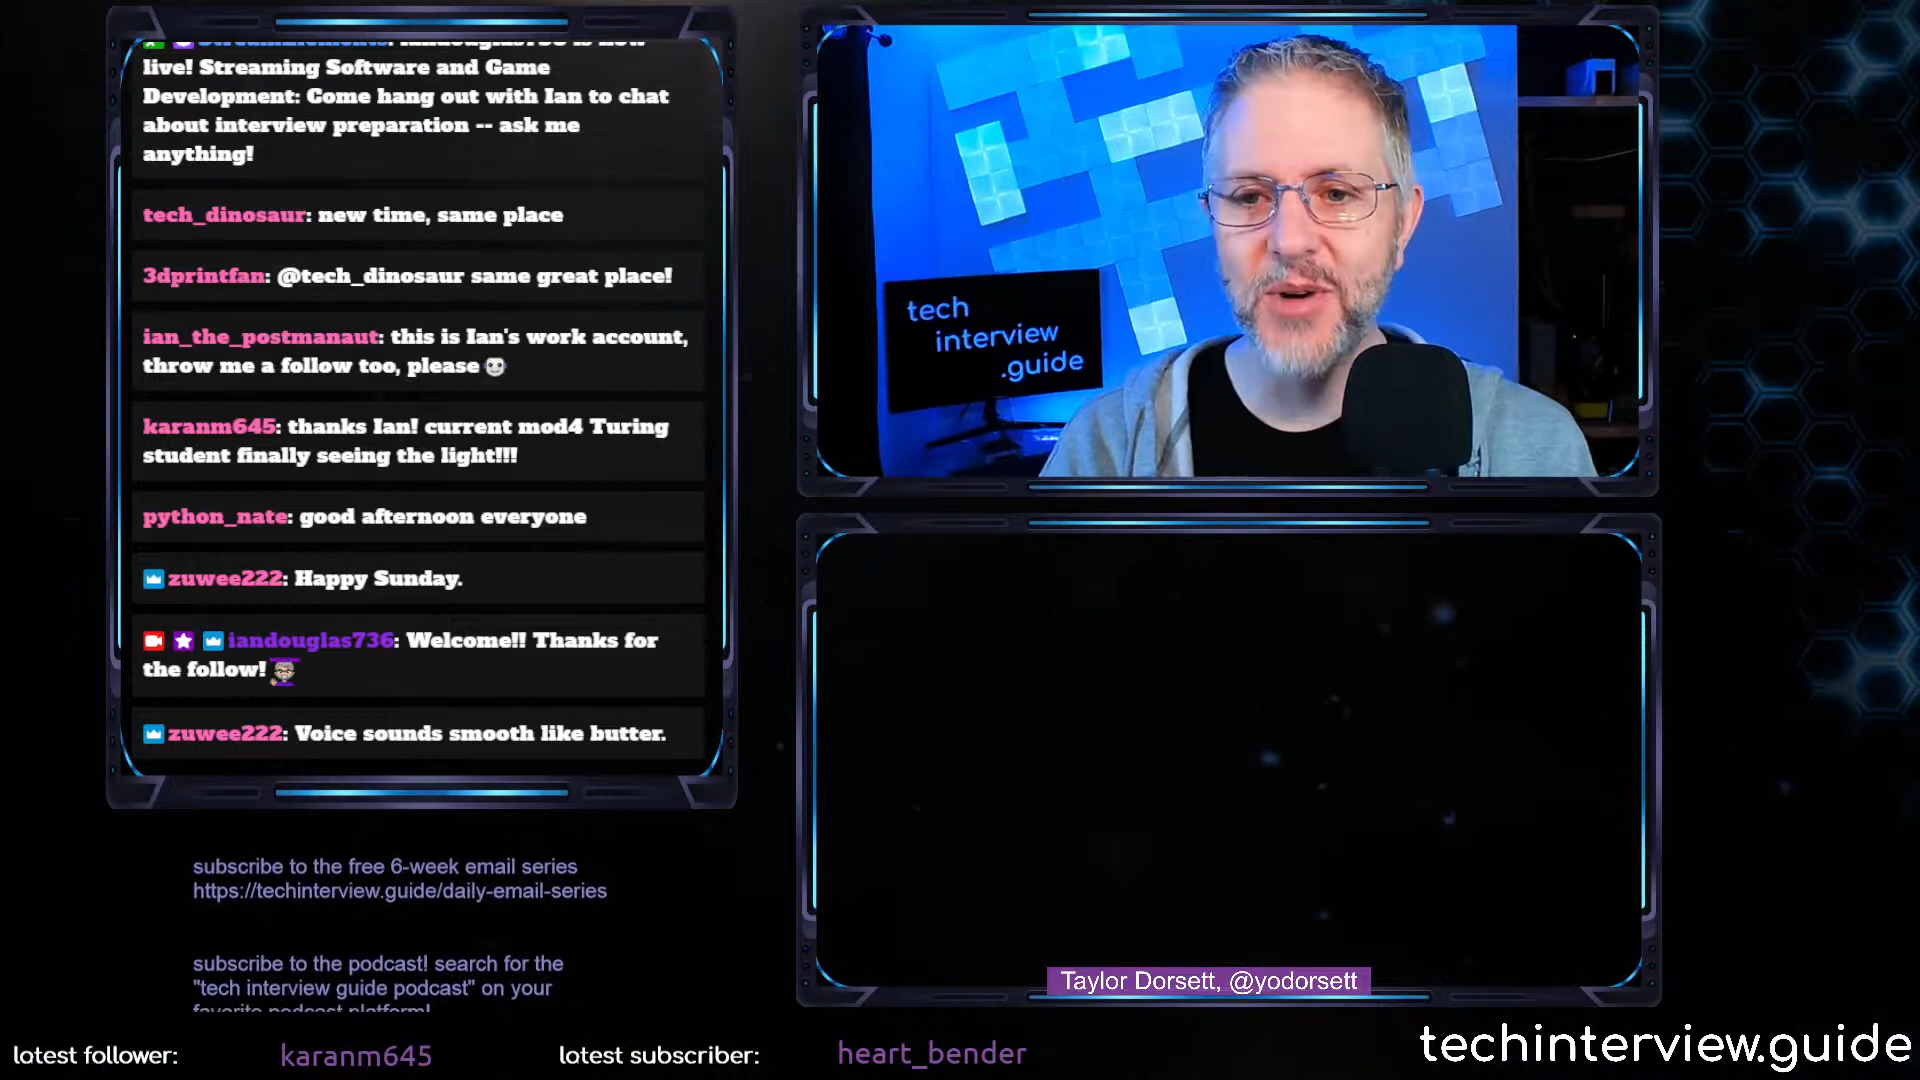 live! Streaming Software and Game
Development: Come hang out with Ian to chat
about interview preparation -- ask me
anything!
tech_dinosaur: new time, same place
3dprintfan: @tech_dinosaur same great place!
ian_the_postmanaut: this is Ian's work account,
throw me a follow too, please
karanm645: thanks Ian! current mod4 Turing
student finally seeing the light!!!
python_nate: good afternoon everyone
zuwee222: Happy Sunday.
iandouglas736: Welcome!! Thanks for
the follow!
zuwee222: Voice sounds smooth like butter.
subscribe to the free 6-week email series
https://techinterview.guide/daily-email-series
subscribe to the podcast! search for the
"tech interview guide podcast" on your
favorite podcast platform!
tech
interview
.guide
Taylor Dorsett, @yodorsett
latest follower: karanm645
latest subscriber: heart_bender
techinterview.guide